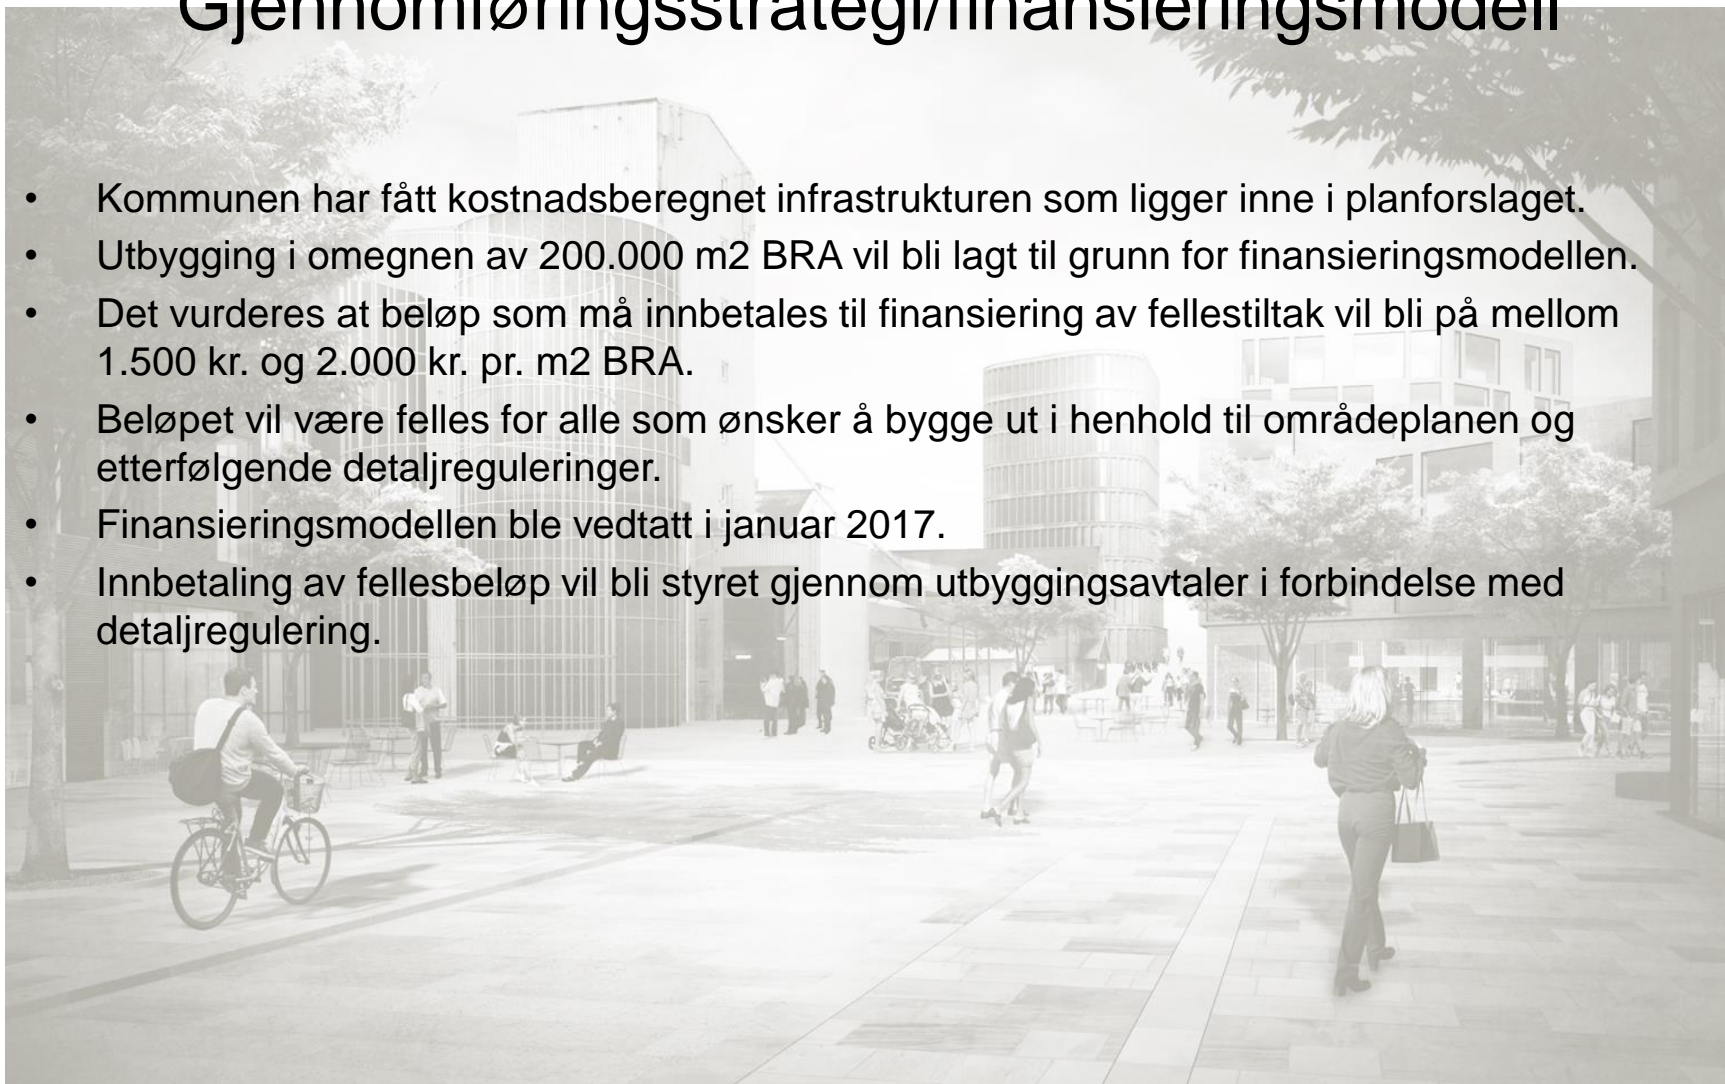 Gjennomføringsstrategi/finansieringsmodell
• Kommunen har fått kostnadsberegnet infrastrukturen som ligger inne i planforslaget.
• Utbygging i omegnen av 200.000 m2 BRA vil bli lagt til grunn for finansieringsmodellen.
• Det vurderes at beløp som må innbetales til finansiering av fellestiltak vil bli på mellom
1.500 kr. og 2.000 kr. pr. m2 BRA.
• Beløpet vil være felles for alle som ønsker å bygge ut i henhold til områdeplanen og
etterfølgende detaljreguleringer.
• Finansieringsmodellen ble vedtatt i januar 2017.
• Innbetaling av fellesbeløp vil bli styret gjennom utbyggingsavtaler i forbindelse med
detaljregulering.